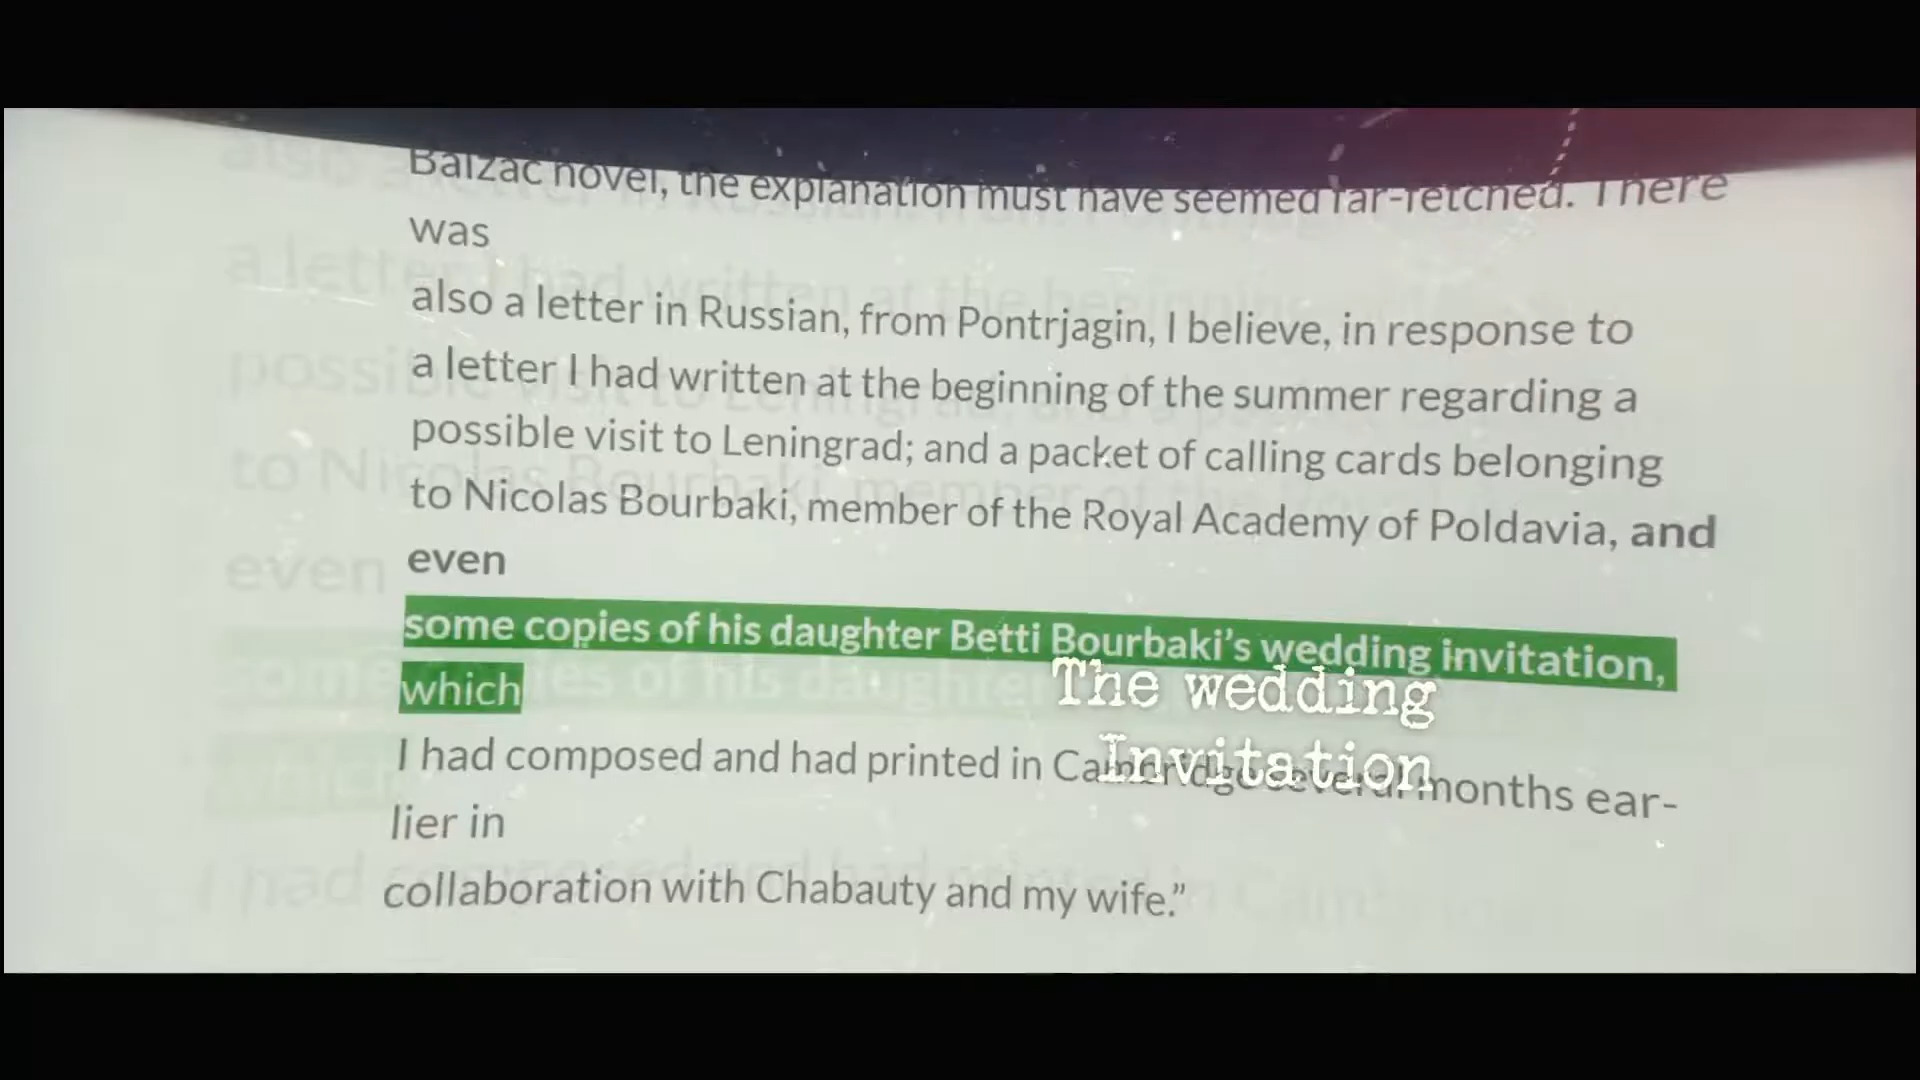 Balzac novel, the explanation must have seemed far-fetched. There
was
also a letter in Russian, from Pontrjagin, I believe, in response to
a letter I had written at the beginning of the summer regarding a
possible visit to Leningrad; and a packet of calling cards belonging
to Nicolas Bourbaki, member of the Royal Academy of Poldavia, and
even
some copies of his daughter Betti Bourbaki’s wedding invitation,
which
The wedding
I had composed and had printed in Cambridge several months ear-
Invitation
lier in
collaboration with Chabauty and my wife.”